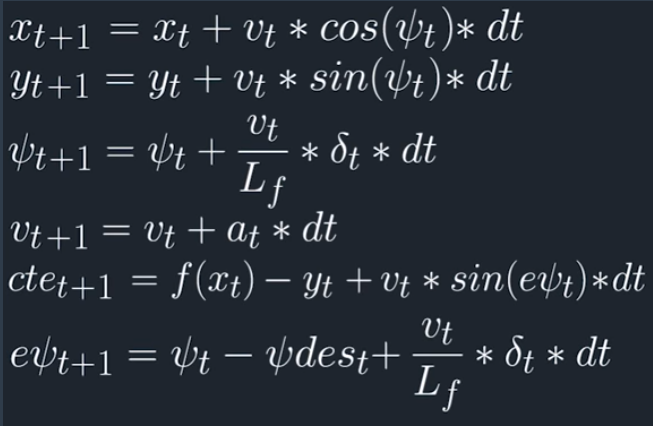 x_{t+1} = x_t + v_t * cos(ψ_t) * dt
y_{t+1} = y_t + v_t * sin(ψ_t) * dt
ψ_{t+1} = ψ_t + \frac{v_t}{L_f} * δ_t * dt
v_{t+1} = v_t + a_t * dt
cte_{t+1} = f(x_t) − y_t + v_t * sin(eψ_t) * dt
eψ_{t+1} = ψ_t − ψdes_t + \frac{v_t}{L_f} * δ_t * dt